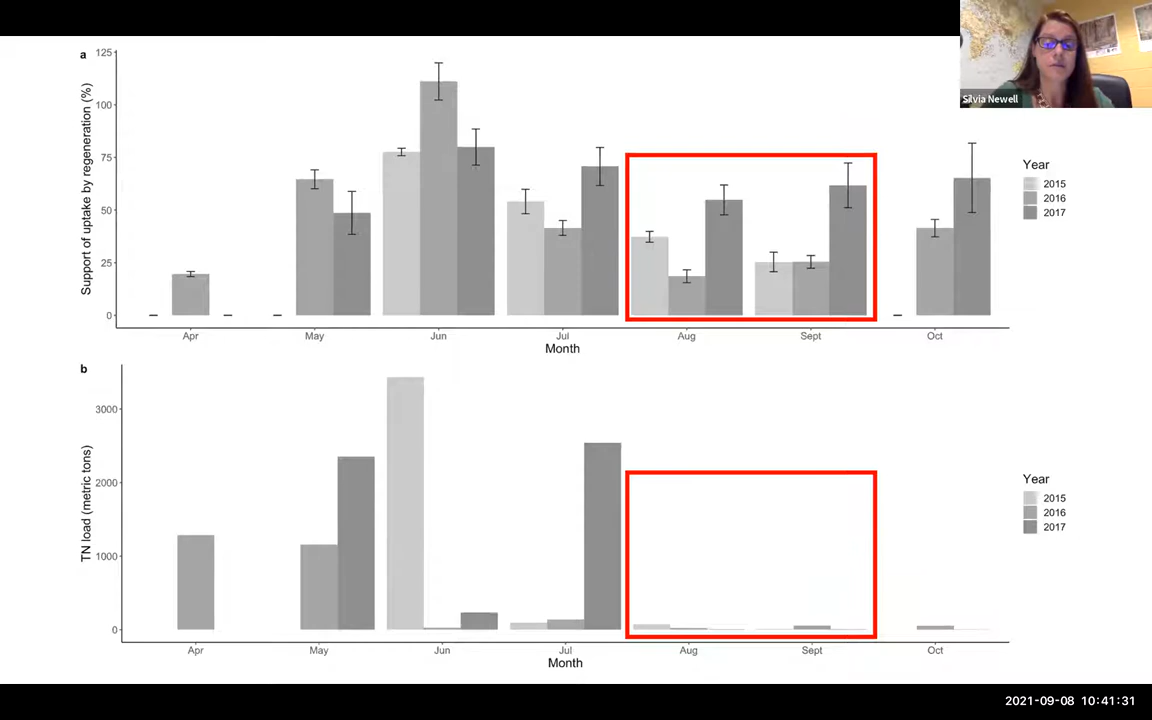 Silvia Newell
a
Support of uptake by regeneration (%)
125
100
75
50
25
0
Apr May Jun Jul Aug Sept Oct
Month
Year
2015
2016
2017
b
TN load (metric tons)
3000
2000
1000
0
Apr May Jun Jul Aug Sept Oct
Month
Year
2015
2016
2017
2021-09-08 10:41:31